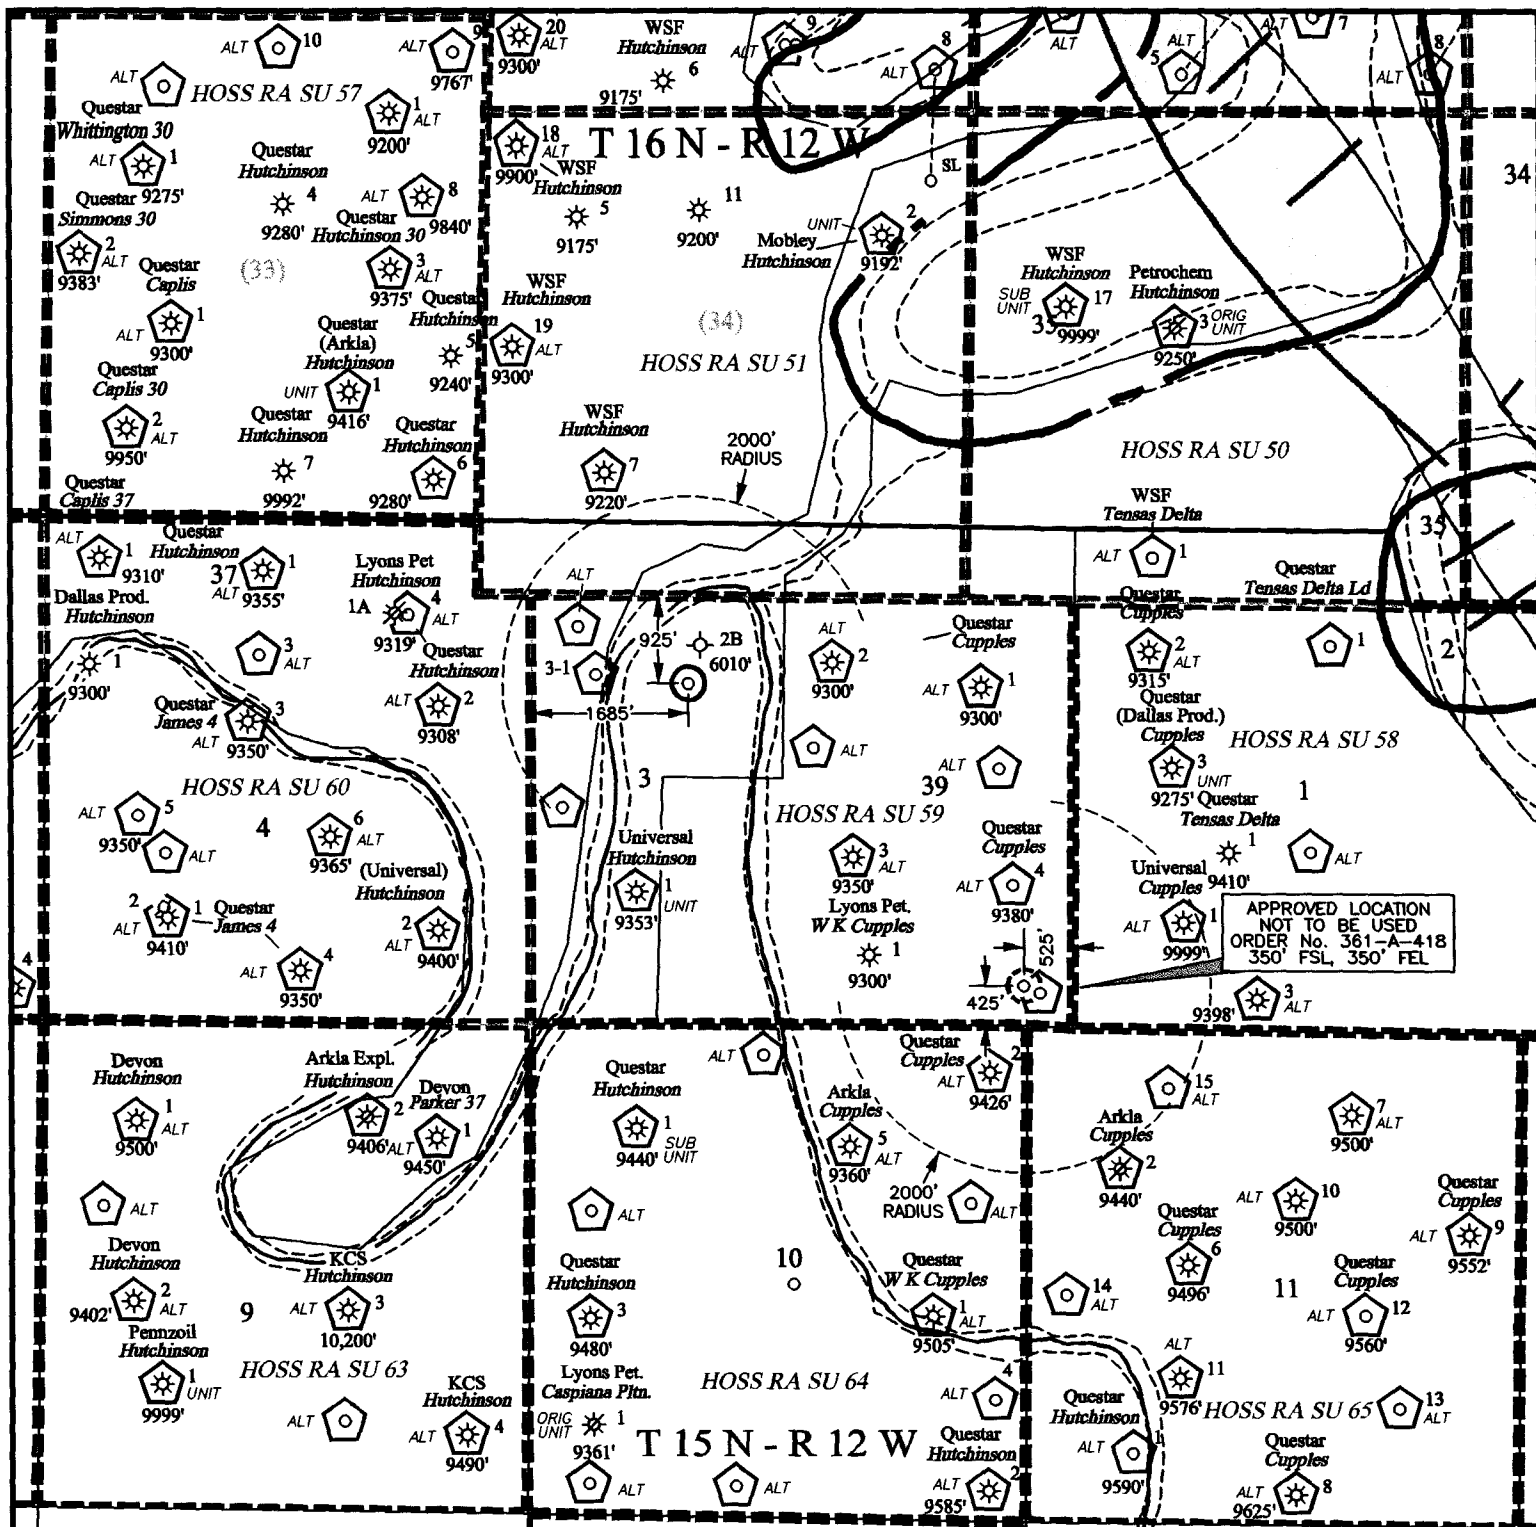 10
ALT
ALT
9
9767'
ALT
HOSS RA SU 57
1
ALT
9200'
Questar
Whittington 30
ALT
1
9275'
Questar
Hutchinson
4
9280'
ALT
8
9840'
Questar
Simmons 30
2
ALT
9383'
Questar
Hutchinson 30
3
ALT
9375'
Questar
Caplis
ALT
1
9300'
(33)
Questar
Hutchinson
5
9240'
Questar
(Arkla)
Hutchinson
UNIT
1
9416'
Questar
Caplis 30
2
ALT
9950'
Questar
Hutchinson
7
9992'
Questar
Hutchinson
6
9280'
Questar
Caplis 37
20
ALT
9300'
WSF
Hutchinson
6
9175'
ALT
9
ALT
8
T 16 N - R 12 W
18
ALT
9900'
WSF
Hutchinson
5
9175'
11
9200'
SL
UNIT
2
Mobley
Hutchinson
9192'
WSF
Hutchinson
19
ALT
9300'
(34)
HOSS RA SU 51
WSF
Hutchinson
7
9220'
2000'
RADIUS
ALT
5
ALT
7
ALT
8
34
WSF
Hutchinson
SUB
UNIT
17
35
9999'
Petrochem
Hutchinson
3
ORIG
UNIT
9250'
HOSS RA SU 50
WSF
Tensas Delta
ALT
1
35
Questar
Tensas Delta Ld
1
2
ALT
1
9310'
Questar
Hutchinson
37
1
ALT
9355'
Lyons Pet
Hutchinson
1A
4
ALT
9319'
Dallas Prod.
Hutchinson
1
9300'
3
ALT
Questar
Hutchinson
2
9308'
Questar
James 4
3
ALT
9350'
HOSS RA SU 60
ALT
5
9350'
ALT
4
6
ALT
9365'
(Universal)
Hutchinson
2
ALT
9400'
2
1
ALT
9410'
Questar
James 4
ALT
4
9350'
4
ALT
3-1
925'
2B
6010'
1685'
3
ALT
2
9300'
Questar
Cupples
ALT
1
9300'
ALT
ALT
39
HOSS RA SU 59
Universal
Hutchinson
1
UNIT
9353'
3
ALT
9350'
Lyons Pet.
W K Cupples
1
9300'
Questar
Cupples
ALT
4
9380'
525'
425'
Questar
Cupples
2
ALT
9315'
Questar
(Dallas Prod.)
Cupples
3
UNIT
9275'
HOSS RA SU 58
1
Questar
Tensas Delta
1
9410'
ALT
Universal
Cupples
ALT
1
9999'
APPROVED LOCATION
NOT TO BE USED
ORDER No. 361-A-418
350' FSL, 350' FEL
3
ALT
9398'
Devon
Hutchinson
1
ALT
9500'
Arkla Expl.
Hutchinson
2
9406'
Devon
Parker 37
ALT
1
9450'
ALT
Devon
Hutchinson
2
ALT
9402'
9
KCS
Hutchinson
ALT
3
10,200'
Pennzoil
Hutchinson
1
UNIT
9999'
HOSS RA SU 63
ALT
KCS
Hutchinson
ALT
4
9490'
Questar
Hutchinson
1
SUB
UNIT
9440'
ALT
Arkla
Cupples
5
ALT
9360'
Questar
Cupples
2
ALT
9426'
2000'
RADIUS
ALT
ALT
10
Questar
Hutchinson
3
9480'
Questar
W K Cupples
1
ALT
9505'
Lyons Pet.
Caspiana Pltn.
ORIG
UNIT
1
9361'
HOSS RA SU 64
T 15 N - R 12 W
ALT
4
ALT
ALT
Questar
Hutchinson
2
ALT
9585'
15
ALT
Arkla
Cupples
2
9440'
7
ALT
9500'
ALT
10
9500'
Questar
Cupples
ALT
9
9552'
Questar
Cupples
6
9496'
11
14
ALT
Questar
Cupples
ALT
12
9560'
ALT
11
9576'
HOSS RA SU 65
13
ALT
Questar
Hutchinson
ALT
1
9590'
Questar
Cupples
ALT
8
9625'